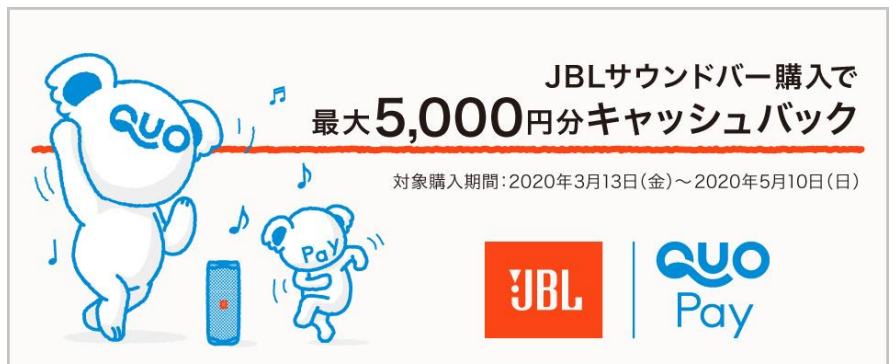 JBLサウンドバー購入で
最大5,000円分キャッシュバック
対象購入期間:2020年3月13日(金)～2020年5月10日(日)
QUO
Pay
JBL
QUO
Pay